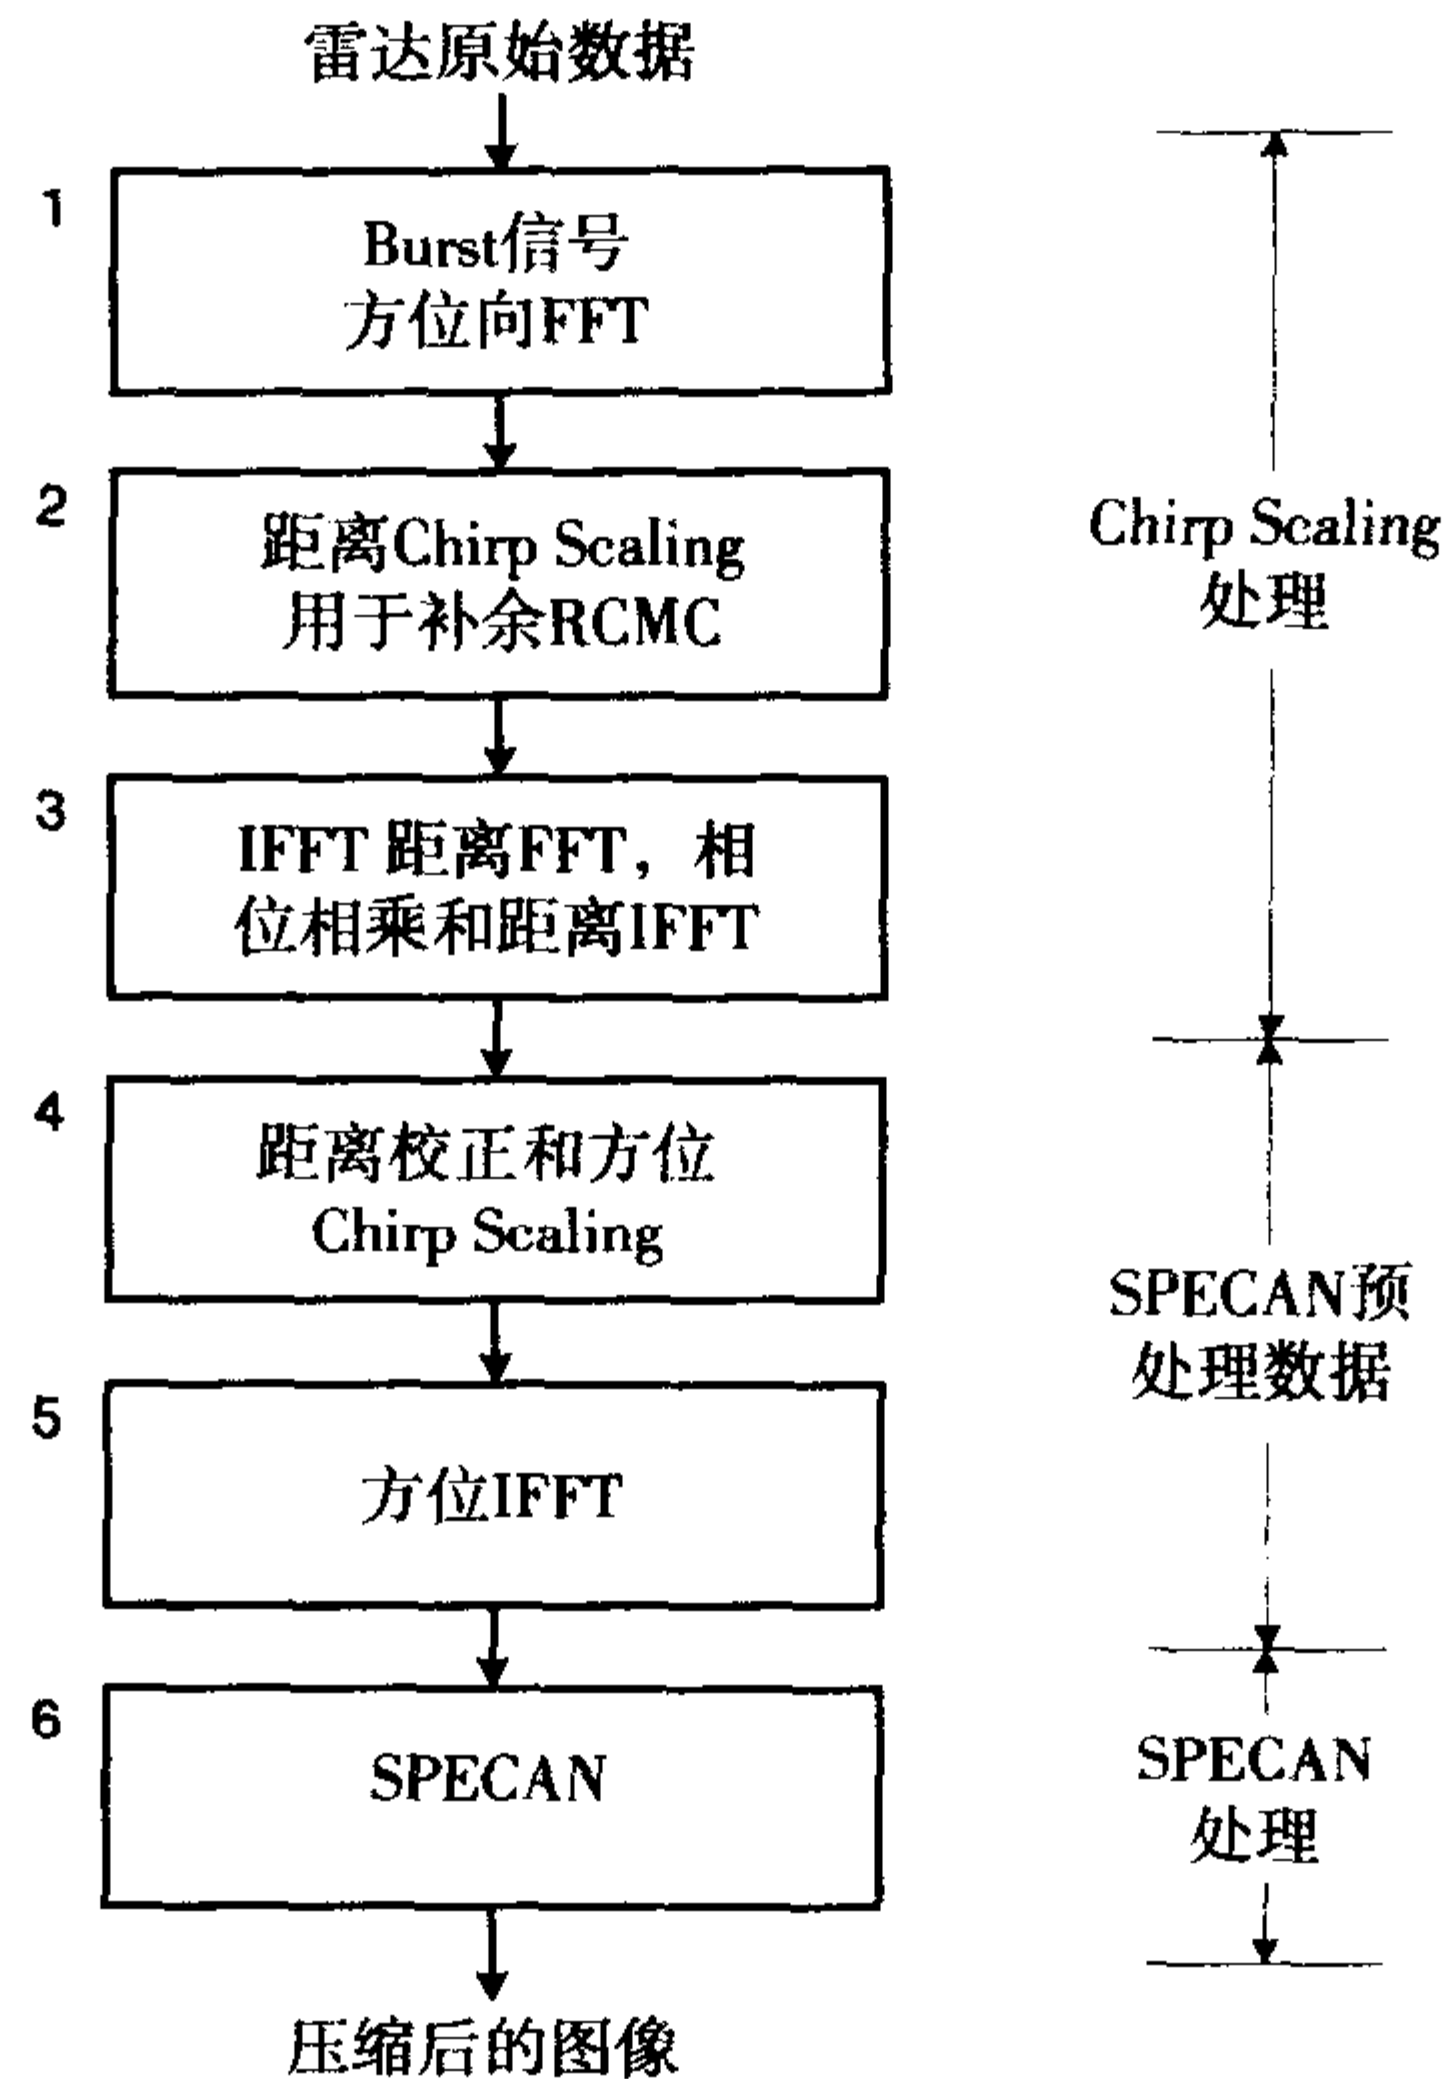 雷达原始数据
1
Burst信号
方位向FFT
2
距离Chirp Scaling
用于补余RCMC
3
IFFT 距离FFT，相
位相乘和距离IFFT
Chirp Scaling
处理
4
距离校正和方位
Chirp Scaling
5
方位IFFT
SPECAN预
处理数据
6
SPECAN
SPECAN
处理
压缩后的图像